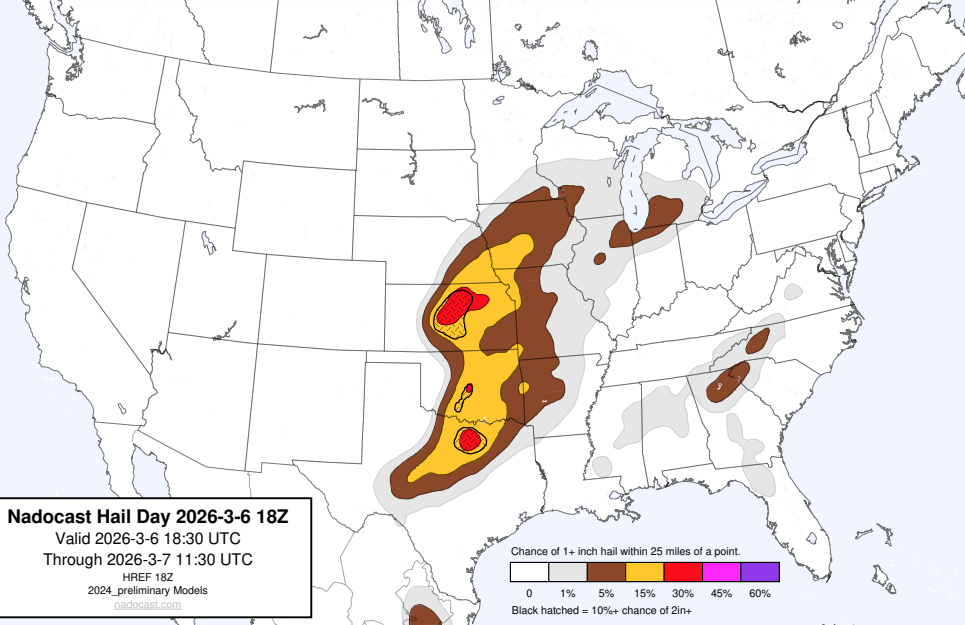 Nadocast Hail Day 2026-3-6 18Z
Valid 2026-3-6 18:30 UTC
Through 2026-3-7 11:30 UTC
HREF 18Z
2024_preliminary Models
nadocast.com
Chance of 1+ inch hail within 25 miles of a point.
0 1% 5% 15% 30% 45% 60%
Black hatched = 10%+ chance of 2in+